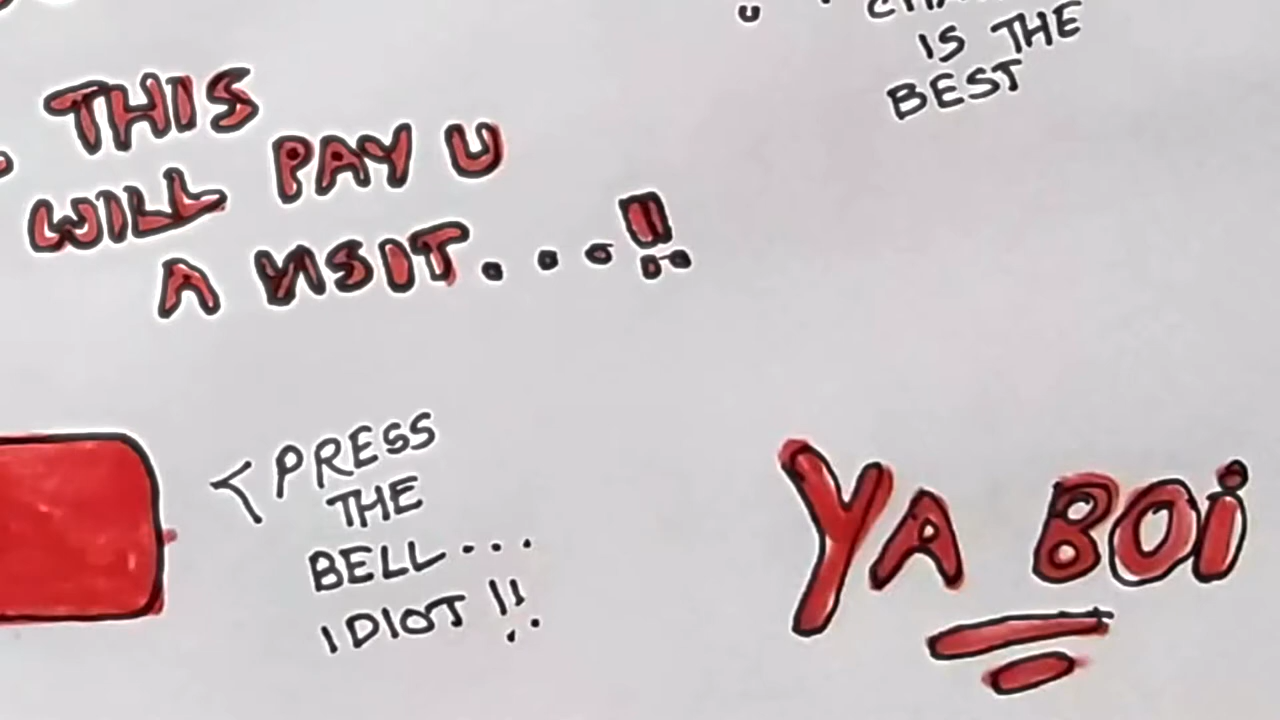 IS THE
BEST
THIS
WILL PAY U
A VISIT...!!
PRESS
THE
BELL...
IDIOT!!
YA BOI